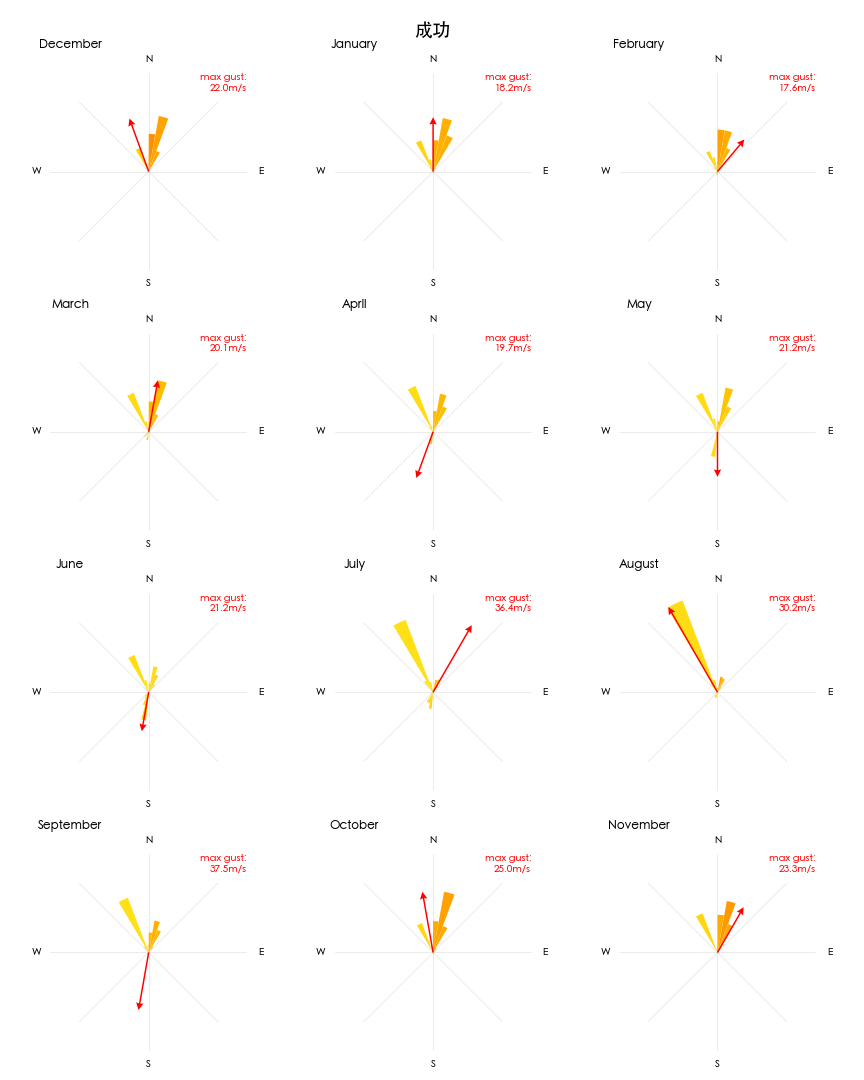 成功
December
N
max gust:
22.0m/s
W
E
S
January
N
max gust:
18.2m/s
W
E
S
February
N
max gust:
17.6m/s
W
E
S
March
N
max gust:
20.1m/s
W
E
S
April
N
max gust:
19.7m/s
W
E
S
May
N
max gust:
21.2m/s
W
E
S
June
N
max gust:
21.2m/s
W
E
S
July
N
max gust:
36.4m/s
W
E
S
August
N
max gust:
30.2m/s
W
E
S
September
N
max gust:
37.5m/s
W
E
S
October
N
max gust:
25.0m/s
W
E
S
November
N
max gust:
23.3m/s
W
E
S